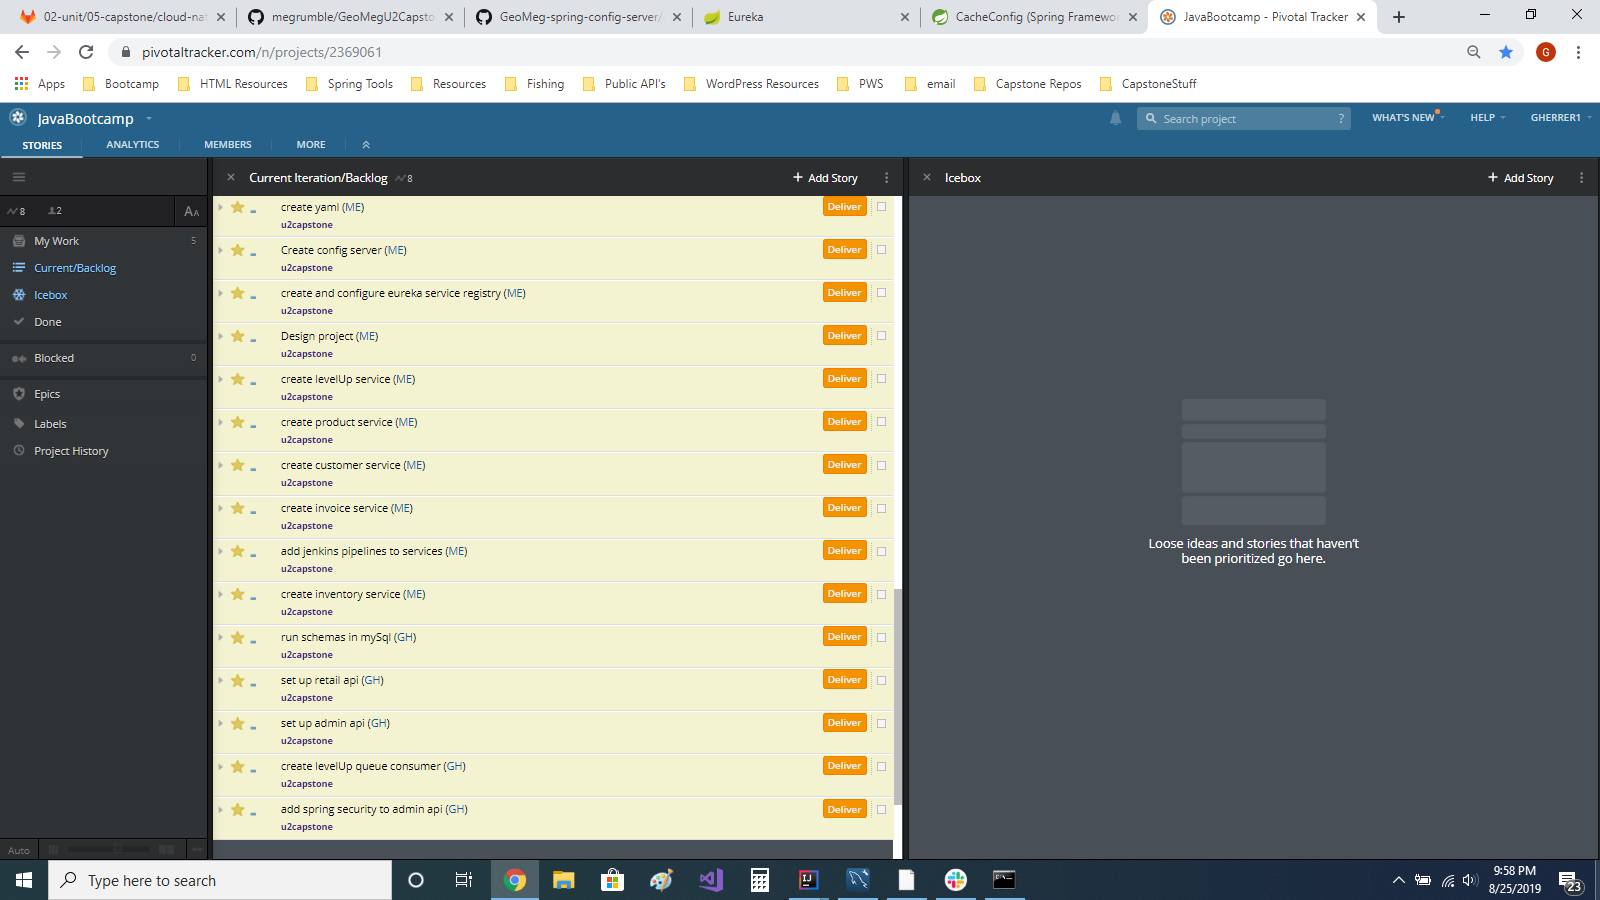 02-unit/05-capstone/cloud-nat
megrumble/GeoMegU2Capsto
GeoMeg-spring-config-server/
Eureka
CacheConfig (Spring Framewor
JavaBootcamp - Pivotal Tracker
pivotaltracker.com/n/projects/2369061
G
Apps
Bootcamp
HTML Resources
Spring Tools
Resources
Fishing
Public API's
WordPress Resources
PWS
email
Capstone Repos
CapstoneStuff
JavaBootcamp
Search project
?
WHAT'S NEW
HELP
GHERRER1
STORIES
ANALYTICS
MEMBERS
MORE
8
2
AA
My Work 5
Current/Backlog
Icebox
Done
Blocked 0
Epics
Labels
Project History
Auto
Current Iteration/Backlog 8
+ Add Story
create yaml (ME) Deliver
u2capstone
Create config server (ME) Deliver
u2capstone
create and configure eureka service registry (ME) Deliver
u2capstone
Design project (ME) Deliver
u2capstone
create levelUp service (ME) Deliver
u2capstone
create product service (ME) Deliver
u2capstone
create customer service (ME) Deliver
u2capstone
create invoice service (ME) Deliver
u2capstone
add jenkins pipelines to services (ME) Deliver
u2capstone
create inventory service (ME) Deliver
u2capstone
run schemas in mySql (GH) Deliver
u2capstone
set up retail api (GH) Deliver
u2capstone
set up admin api (GH) Deliver
u2capstone
create levelUp queue consumer (GH) Deliver
u2capstone
add spring security to admin api (GH) Deliver
u2capstone
Icebox
+ Add Story
Loose ideas and stories that haven't
been prioritized go here.
Type here to search
9:58 PM
8/25/2019
23